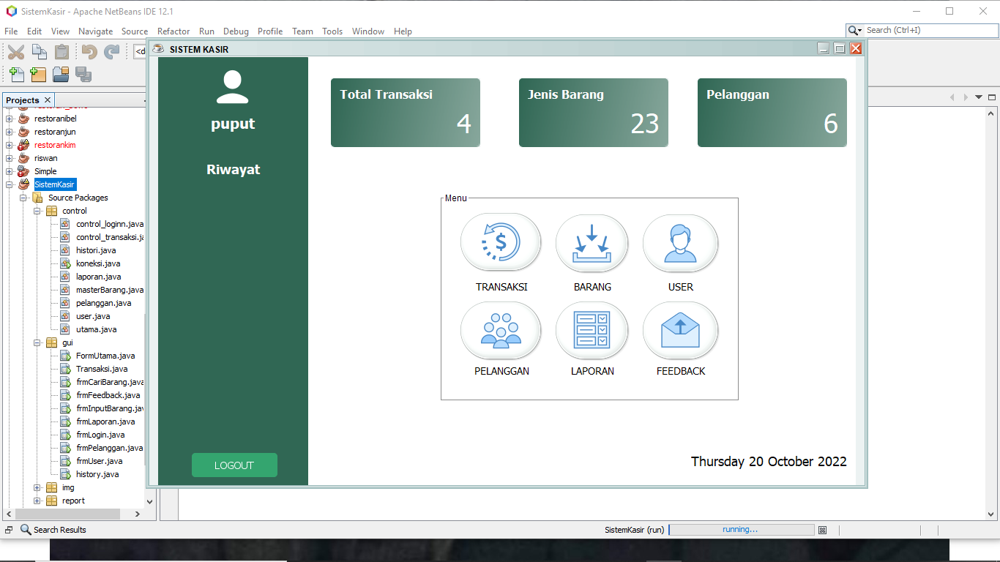 SistemKasir - Apache NetBeans IDE 12.1
File Edit View Navigate Source Refactor Run Debug Profile Team Tools Window Help
Search (Ctrl+I)
<d
SISTEM KASIR
Projects
restoranibel
restoranjun
restorankim
riswan
Simple
SistemKasir
Source Packages
control
control_loginn.java
control_transaksi.ja
histori.java
koneksi.java
laporan.java
masterBarang.java
pelanggan.java
user.java
utama.java
gui
FormUtama.java
Transaksi.java
frmCariBarang.java
frmFeedback.java
frmInputBarang.jav
frmLaporan.java
frmLogin.java
frmPelanggan.java
frmUser.java
history.java
img
report
puput
Riwayat
LOGOUT
Total Transaksi
4
Jenis Barang
23
Pelanggan
6
Menu
TRANSAKSI BARANG USER
PELANGGAN LAPORAN FEEDBACK
Thursday 20 October 2022
Search Results
SistemKasir (run)
running...